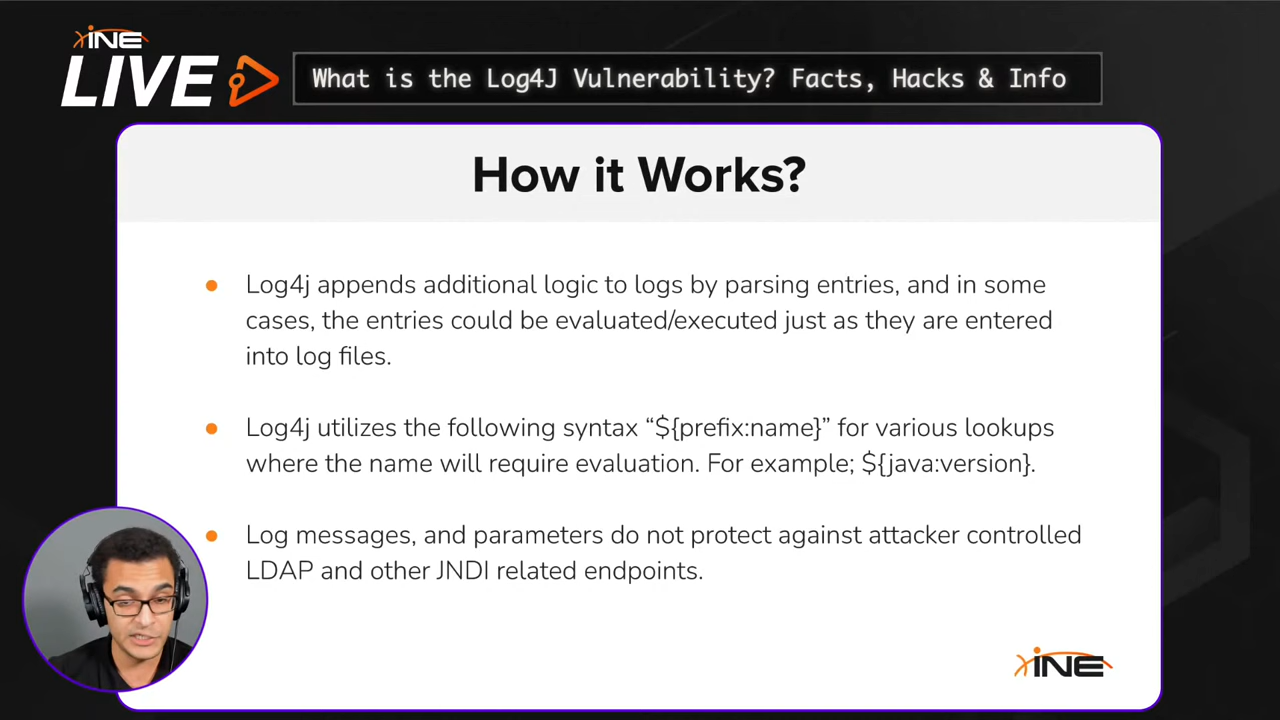 iNE
LIVE
What is the Log4J Vulnerability? Facts, Hacks & Info
How it Works?
Log4j appends additional logic to logs by parsing entries, and in some
cases, the entries could be evaluated/executed just as they are entered
into log files.
Log4j utilizes the following syntax “${prefix:name}” for various lookups
where the name will require evaluation. For example; ${java:version}.
Log messages, and parameters do not protect against attacker controlled
LDAP and other JNDI related endpoints.
iNE